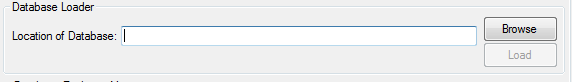 Database Loader
Location of Database:
Browse
Load